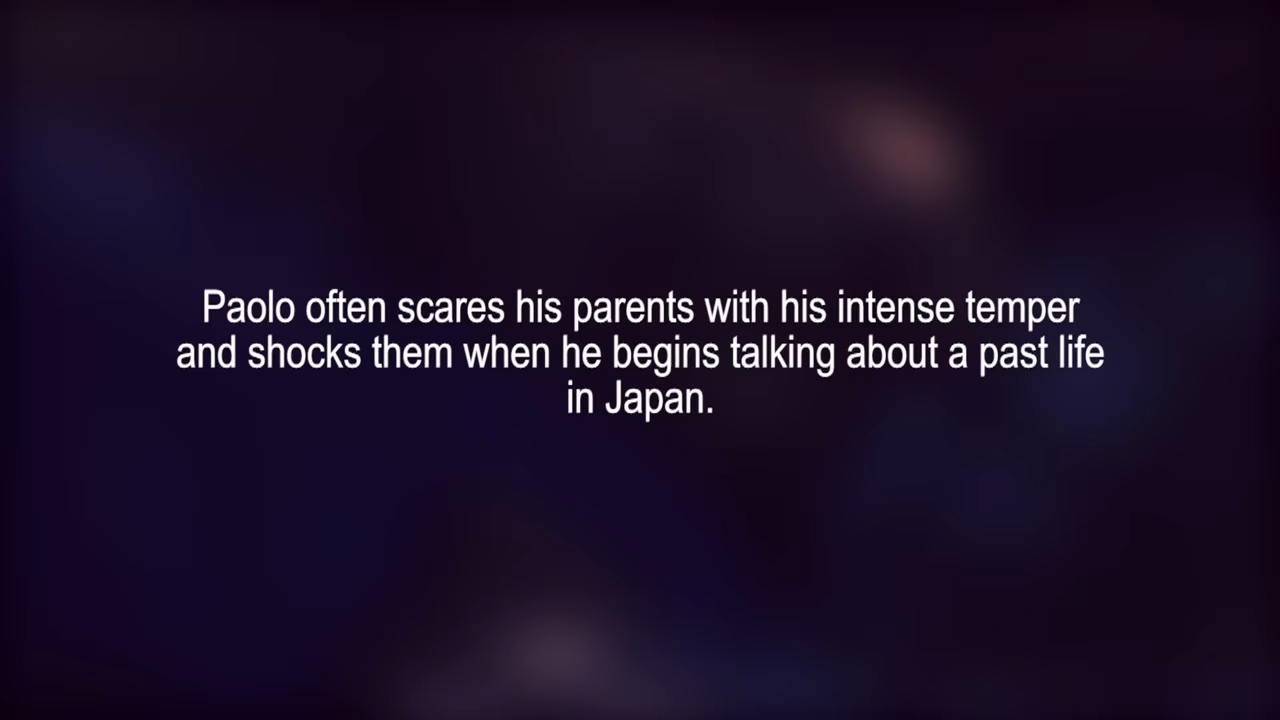 Paolo often scares his parents with his intense temper
and shocks them when he begins talking about a past life
in Japan.